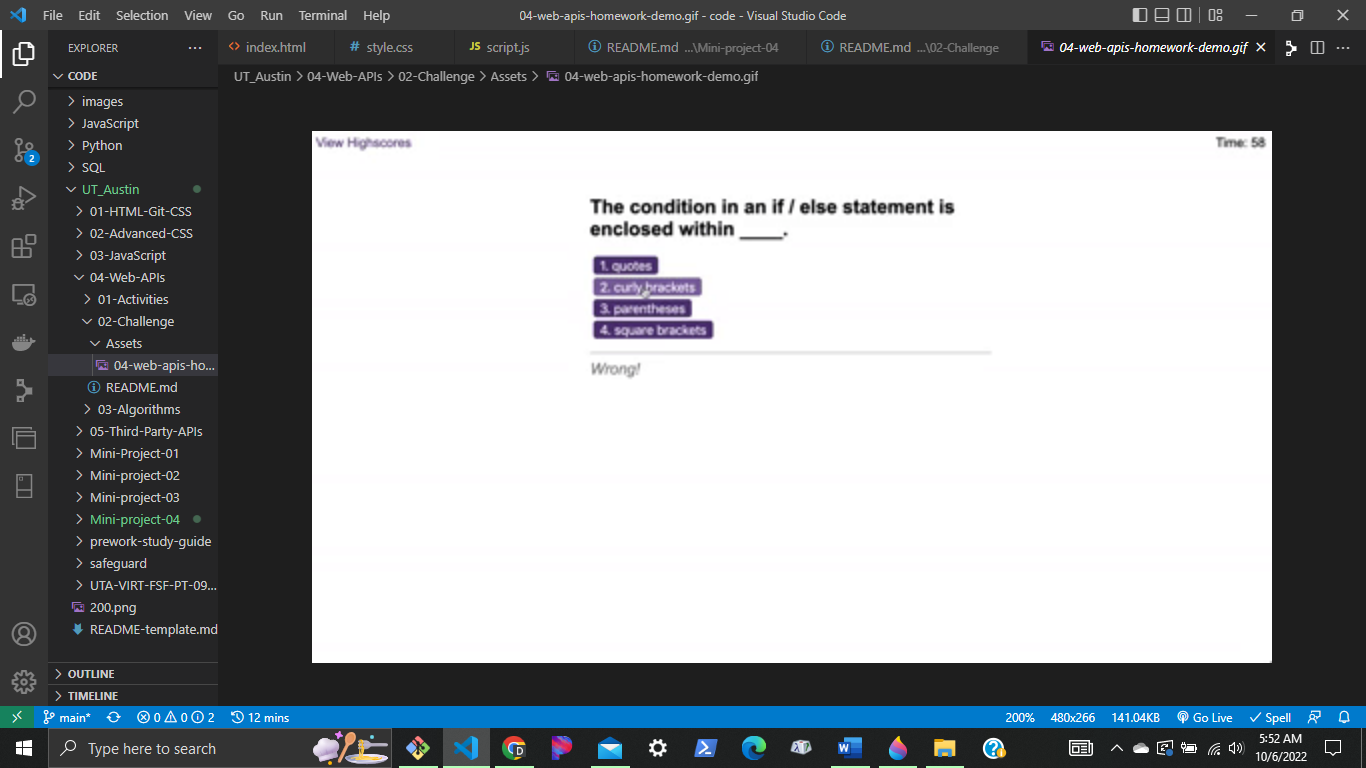 File Edit Selection View Go Run Terminal Help 04-web-apis-homework-demo.gif - code - Visual Studio Code
EXPLORER
index.html style.css JS script.js README.md ...\Mini-project-04 README.md ...\02-Challenge 04-web-apis-homework-demo.gif
UT_Austin > 04-Web-APIs > 02-Challenge > Assets > 04-web-apis-homework-demo.gif
CODE
images
JavaScript
Python
SQL
UT_Austin
01-HTML-Git-CSS
02-Advanced-CSS
03-JavaScript
04-Web-APIs
01-Activities
02-Challenge
Assets
04-web-apis-ho...
README.md
03-Algorithms
05-Third-Party-APIs
Mini-Project-01
Mini-project-02
Mini-project-03
Mini-project-04
prework-study-guide
safeguard
UTA-VIRT-FSF-PT-09...
200.png
README-template.md
OUTLINE
TIMELINE
2
View Highscores Time: 58
The condition in an if / else statement is
enclosed within ____.
1. quotes
2. curly brackets
3. parentheses
4. square brackets
Wrong!
main* 0 0 2 12 mins 200% 480x266 141.04KB Go Live Spell
Type here to search
5:52 AM
10/6/2022